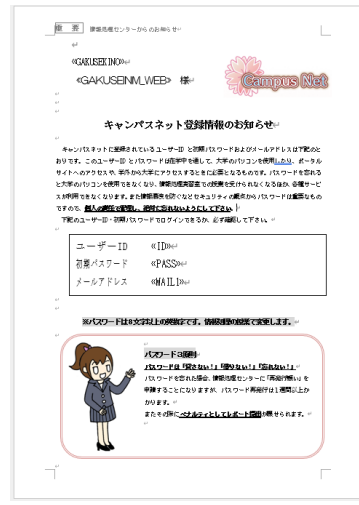 重 要 情報処理センターからのお知らせ
«GAKUSEKINO»
«GAKUSEINM_WEB» 様
Campus Net
キャンパスネット登録情報のお知らせ
キャンパスネットに登録されているユーザーID と初期パスワードおよびメールアドレスは下記のと
おりです。このユーザーID とパスワードは在学中を通して、大学のパソコンを使用したり、ポータル
サイトへのアクセスや、学外から大学にアクセスするときに必要となるものです。パスワードを忘れる
と大学のパソコンを使用できなくなり、情報処理実習室での授業を受けられなくなるほか、各種サービ
スが利用できなくなります。また情報漏洩を防ぐなどセキュリティの観点からパスワードは重要なもの
ですので、個人の責任で管理し、絶対に忘れないようにして下さい。
下記のユーザーID・初期パスワードでログインできるか、必ず確認して下さい。
ユーザーID «ID»
初期パスワード «PASS»
メールアドレス «MAIL1»
※パスワードは8文字以上の英数字です。情報処理の授業で変更します。
パスワード3原則
パスワードは「貸さない!」「借りない!」「忘れない!」
パスワードを忘れた場合、情報処理センターに「再発行願い」を
申請することになりますが、パスワード再発行は1週間以上か
かります。
またその際にペナルティとしてレポート提出が課せられます。